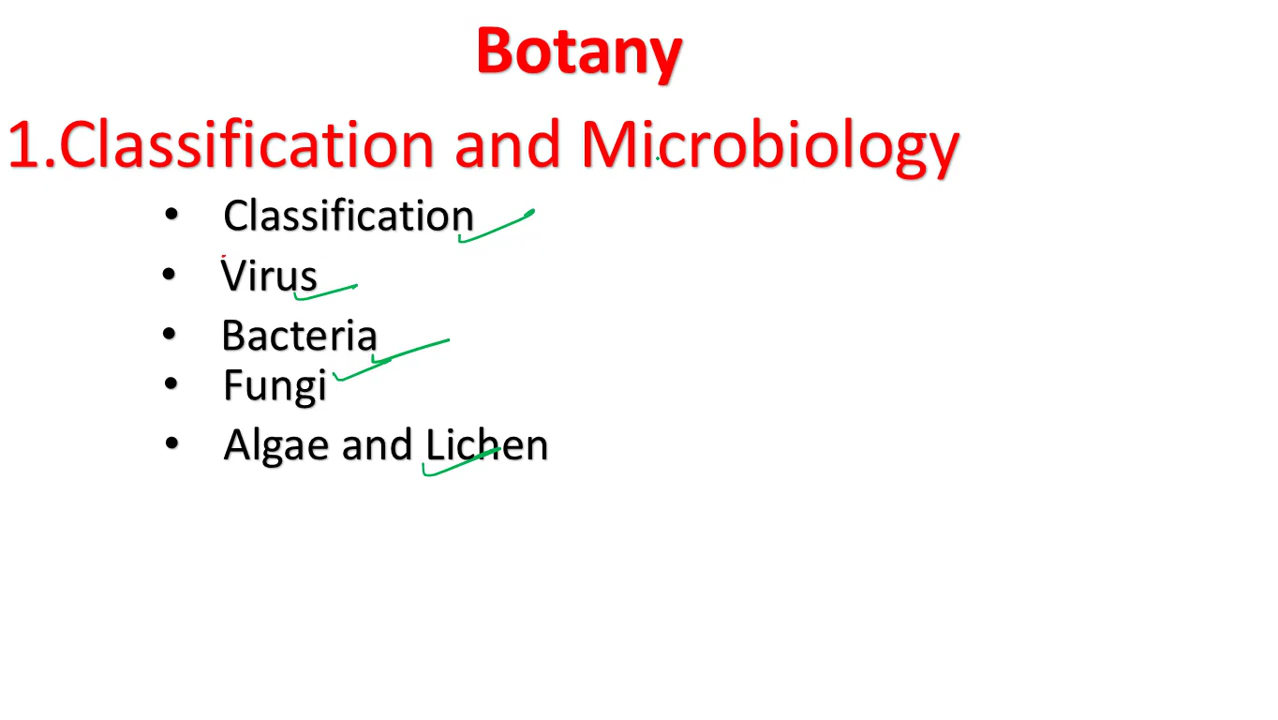 Botany
1.Classification and Microbiology
• Classification
• Virus
• Bacteria
• Fungi
• Algae and Lichen